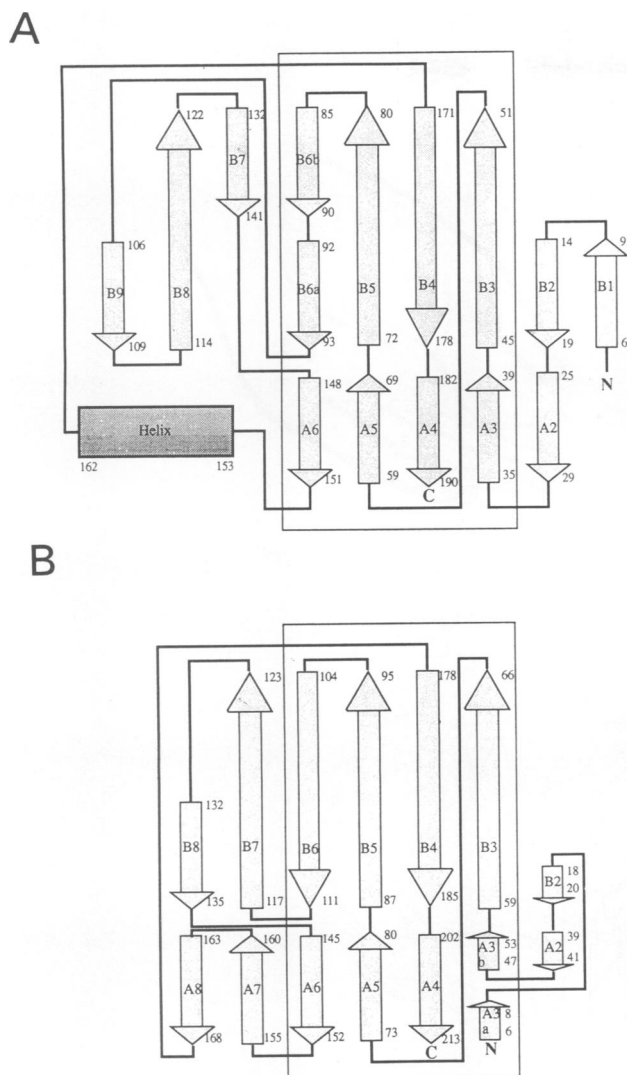 A
122
132
85
80
171
51
B7
B6b
141
90
14
9
106
92
B9
B8
B6a
B5
B4
B3
B2
B1
109
114
93
72
178
45
19
6
N
148
69
182
39
25
Helix
A6
A5
A4
A3
A2
162
153
151
59
190
35
29
C
B
123
104
95
178
66
132
B8
B7
B6
B5
B4
B3
B2
18
20
135
117
111
87
185
59
163
160
145
80
202
A3b
53
47
A2
39
41
A8
A7
A6
A5
A4
A3a
8
6
168
155
152
73
213
C
N